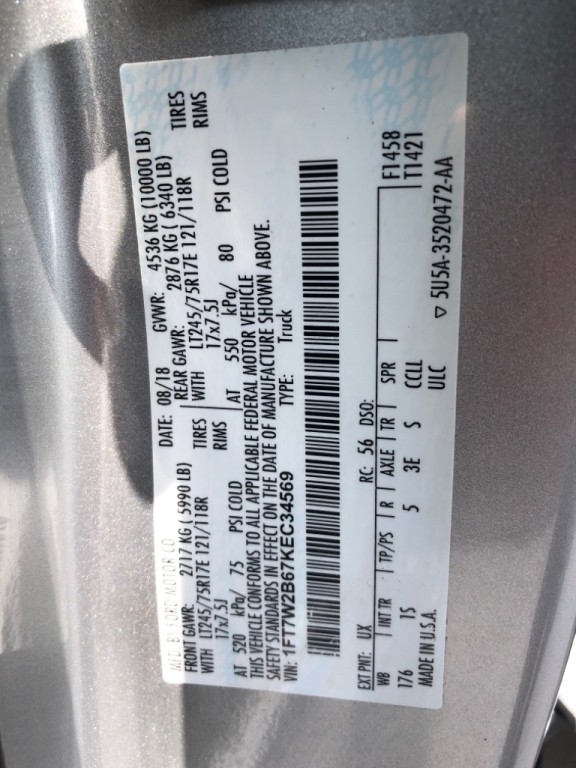 MFD. BY FORD MOTOR CO.
DATE: 08/18 GVWR: 4536 KG (10000 LB)
FRONT GAWR: 2717 KG ( 5990 LB) REAR GAWR: 2876 KG ( 6340 LB)
WITH LT245/75R17E 121/118R TIRES WITH LT245/75R17E 121/118R TIRES
17x7.5J RIMS 17x7.5J RIMS
AT 520 kPa/ 75 PSI COLD AT 550 kPa/ 80 PSI COLD
THIS VEHICLE CONFORMS TO ALL APPLICABLE FEDERAL MOTOR VEHICLE
SAFETY STANDARDS IN EFFECT ON THE DATE OF MANUFACTURE SHOWN ABOVE.
VIN: 1FT7W2B67KEC34569 TYPE: Truck
EXT PNT: UX RC: 56 DSO:
WB INT TR TP/PS R AXLE TR SPR F1458
176 1S 5 3E S CCLL T1421
MADE IN U.S.A. ULC
▽ 5U5A-3520472-AA